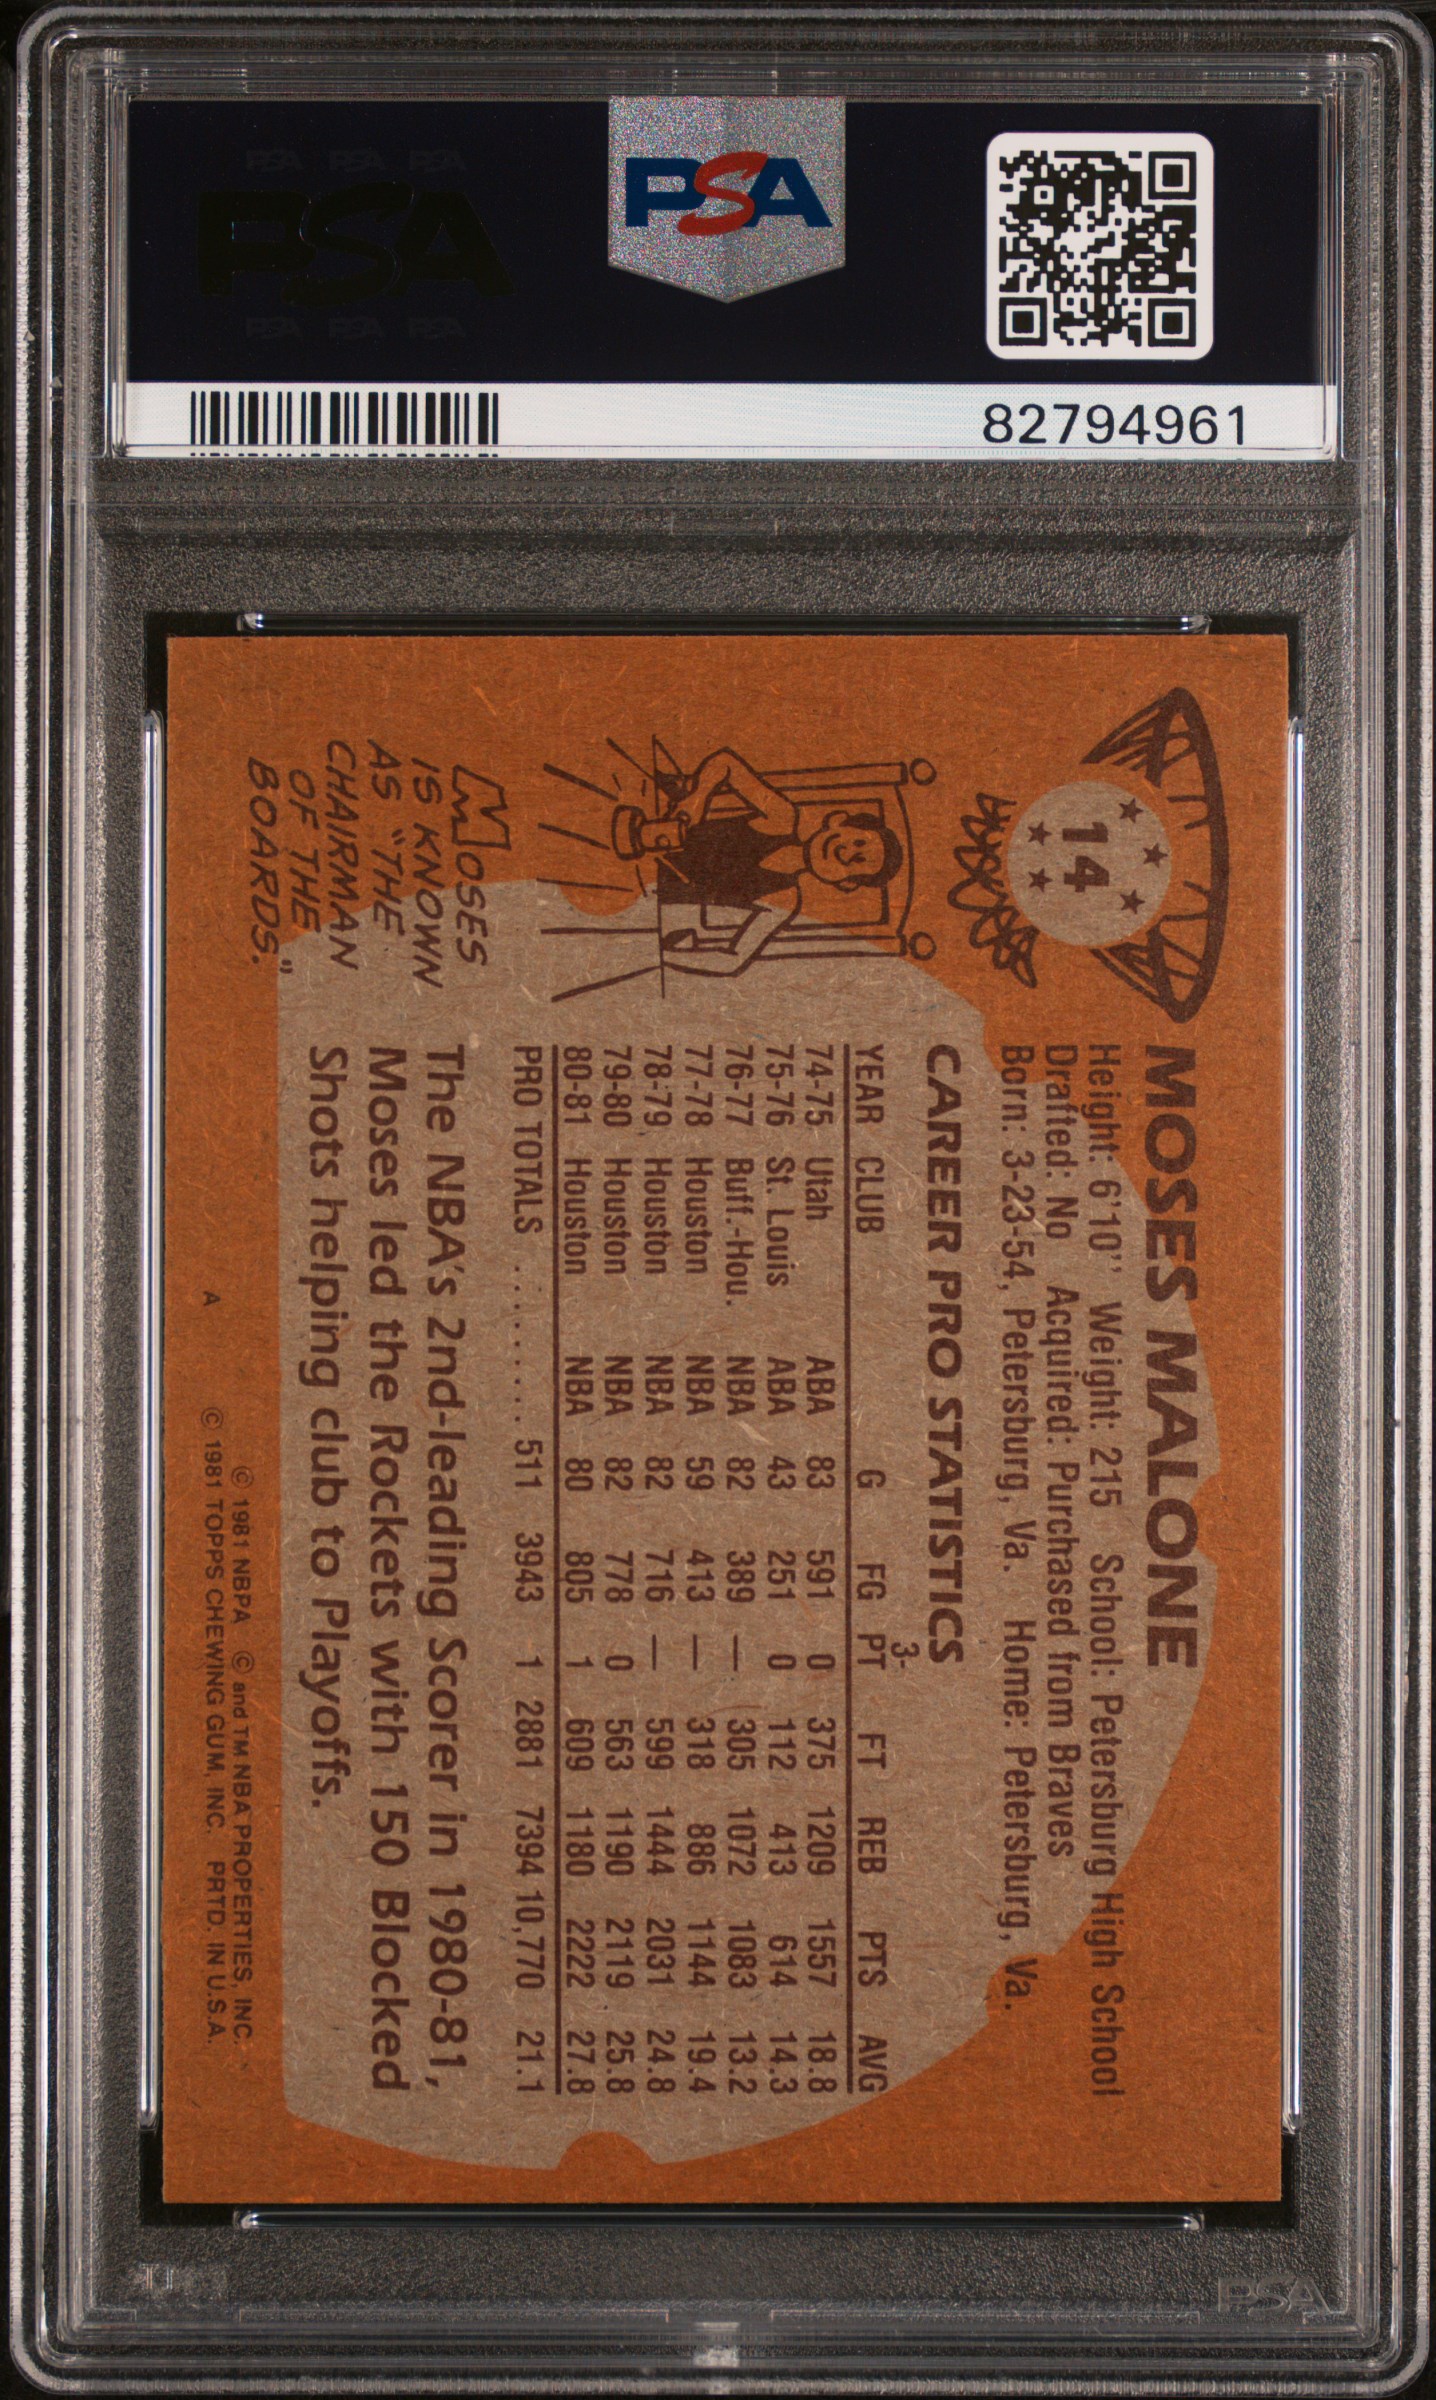 PSA PSA PSA
PSA
PSA PSA PSA
PSA
82794961
14
MOSES MALONE
Height: 6'10" Weight: 215 School: Petersburg High School
Drafted: No Acquired: Purchased from Braves
Born: 3-23-54, Petersburg, Va. Home: Petersburg, Va.
CAREER PRO STATISTICS
YEAR CLUB G FG 3-PT FT REB PTS AVG
74-75 Utah ABA 83 591 0 375 1209 1557 18.8
75-76 St. Louis ABA 43 251 0 112 413 614 14.3
76-77 Buff.-Hou. NBA 82 389 — 305 1072 1083 13.2
77-78 Houston NBA 59 413 — 318 886 1144 19.4
78-79 Houston NBA 82 716 — 599 1444 2031 24.8
79-80 Houston NBA 82 778 0 563 1190 2119 25.8
80-81 Houston NBA 80 805 1 609 1180 2222 27.8
PRO TOTALS ........ 511 3943 1 2881 7394 10,770 21.1
The NBA's 2nd-leading Scorer in 1980-81,
Moses led the Rockets with 150 Blocked
Shots helping club to Playoffs.
MOSES
IS KNOWN
AS "THE
CHAIRMAN
OF THE
BOARDS."
© 1981 NBPA © and TM NBA PROPERTIES, INC.
A © 1981 TOPPS CHEWING GUM, INC. PRTD. IN U.S.A.
PSA